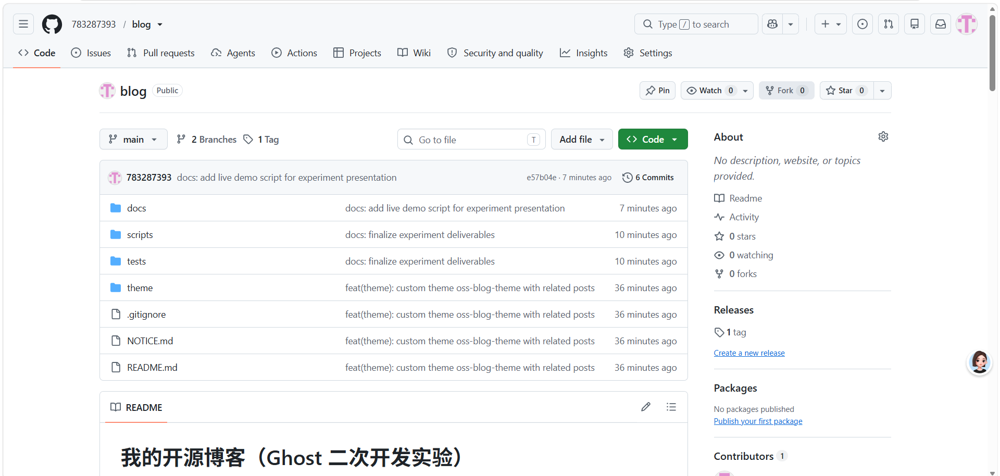 783287393 / blog
Type / to search
Code
Issues
Pull requests
Agents
Actions
Projects
Wiki
Security and quality
Insights
Settings
blog Public
Pin
Watch 0
Fork 0
Star 0
main
2 Branches
1 Tag
Go to file T
Add file
Code
783287393 docs: add live demo script for experiment presentation e57b04e · 7 minutes ago 6 Commits
docs docs: add live demo script for experiment presentation 7 minutes ago
scripts docs: finalize experiment deliverables 10 minutes ago
tests docs: finalize experiment deliverables 10 minutes ago
theme feat(theme): custom theme oss-blog-theme with related posts 36 minutes ago
.gitignore feat(theme): custom theme oss-blog-theme with related posts 36 minutes ago
NOTICE.md feat(theme): custom theme oss-blog-theme with related posts 36 minutes ago
README.md feat(theme): custom theme oss-blog-theme with related posts 36 minutes ago
README
我的开源博客（Ghost 二次开发实验）
About
No description, website, or topics
provided.
Readme
Activity
0 stars
0 watching
0 forks
Releases
1 tag
Create a new release
Packages
No packages published
Publish your first package
Contributors 1